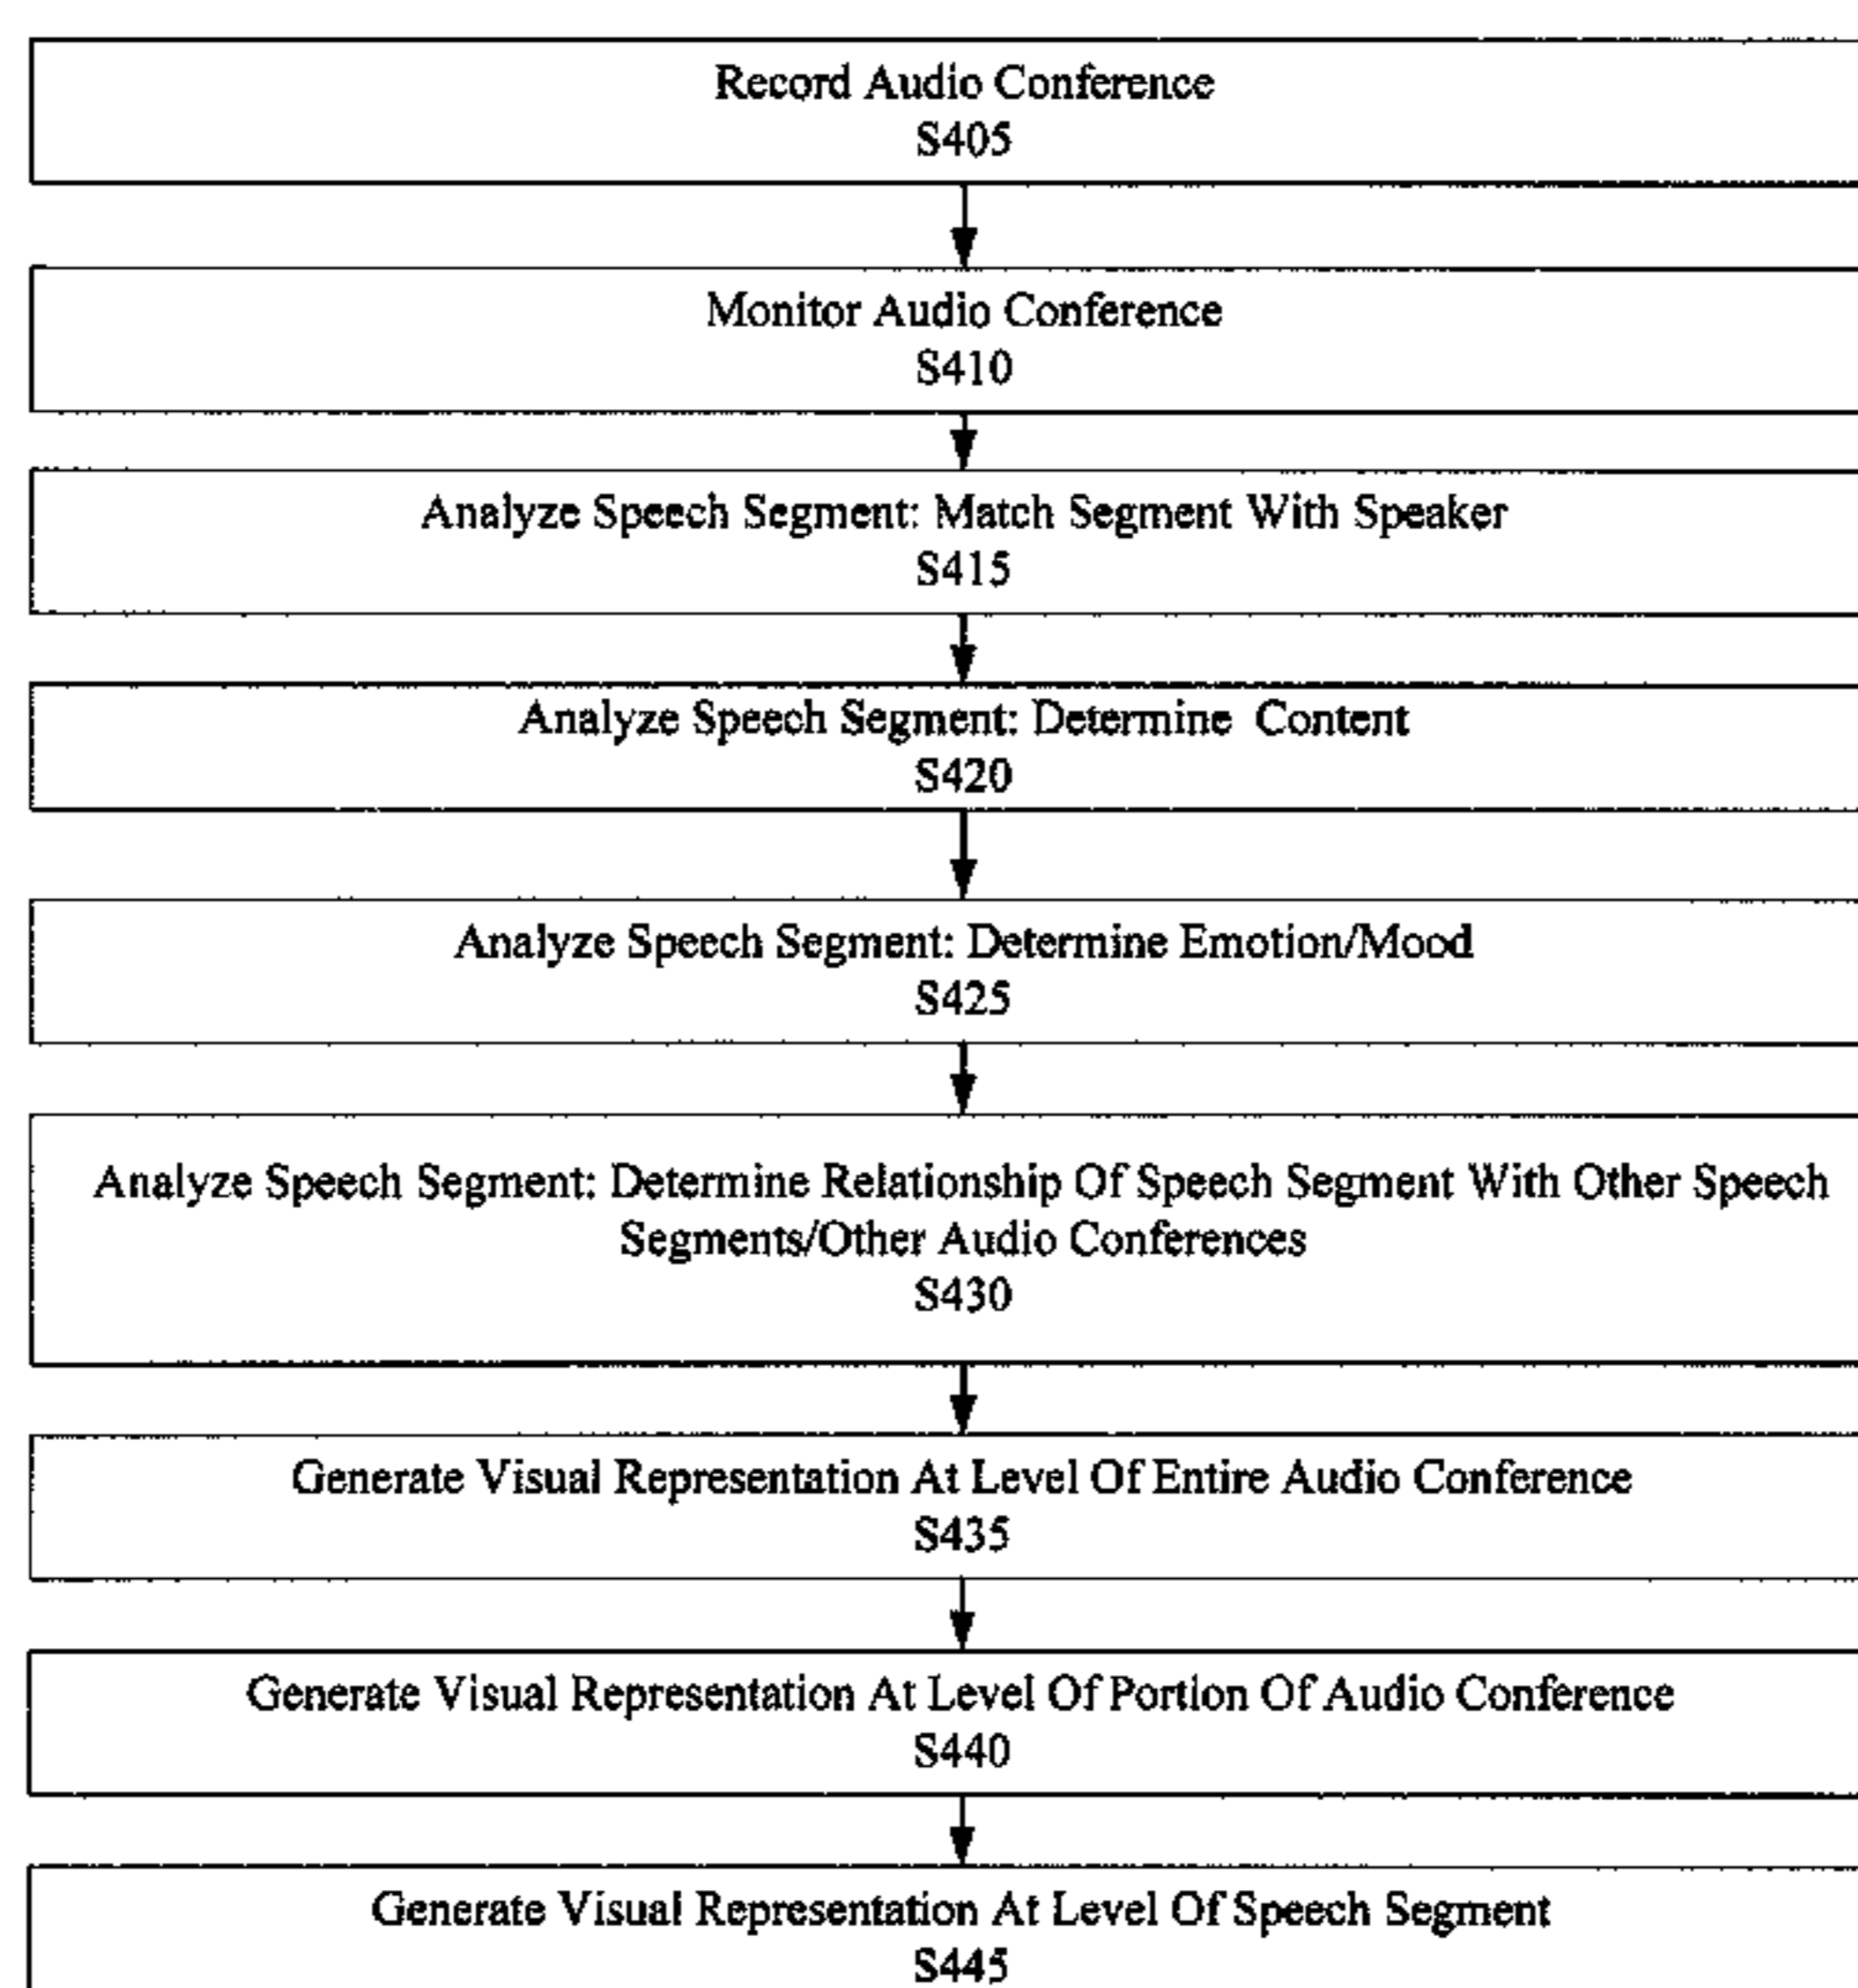 Record Audio Conference
S405
Monitor Audio Conference
S410
Analyze Speech Segment: Match Segment With Speaker
S415
Analyze Speech Segment: Determine Content
S420
Analyze Speech Segment: Determine Emotion/Mood
S425
Analyze Speech Segment: Determine Relationship Of Speech Segment With Other Speech
Segments/Other Audio Conferences
S430
Generate Visual Representation At Level Of Entire Audio Conference
S435
Generate Visual Representation At Level Of Portion Of Audio Conference
S440
Generate Visual Representation At Level Of Speech Segment
S445